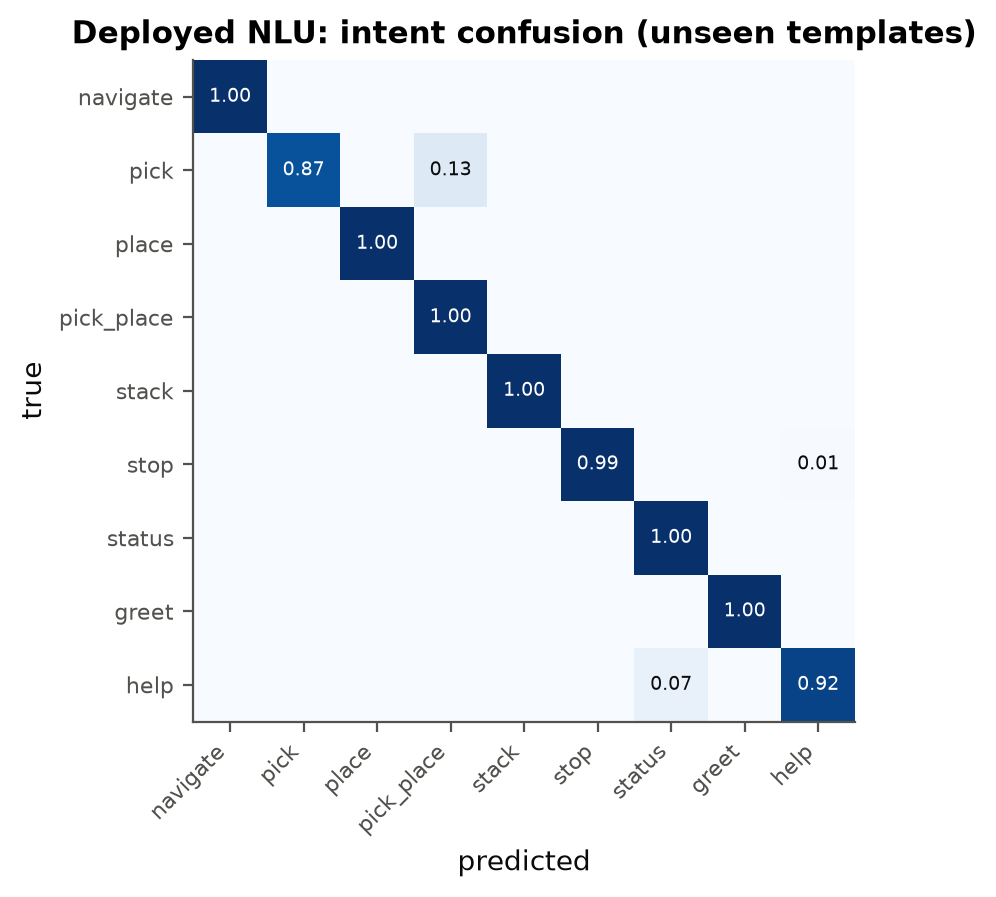 Deployed NLU: intent confusion (unseen templates)
navigate 1.00
pick 0.87 0.13
place 1.00
pick_place 1.00
stack 1.00
stop 0.99 0.01
status 1.00
greet 1.00
help 0.07 0.92
true
navigate pick place pick_place stack stop status greet help
predicted